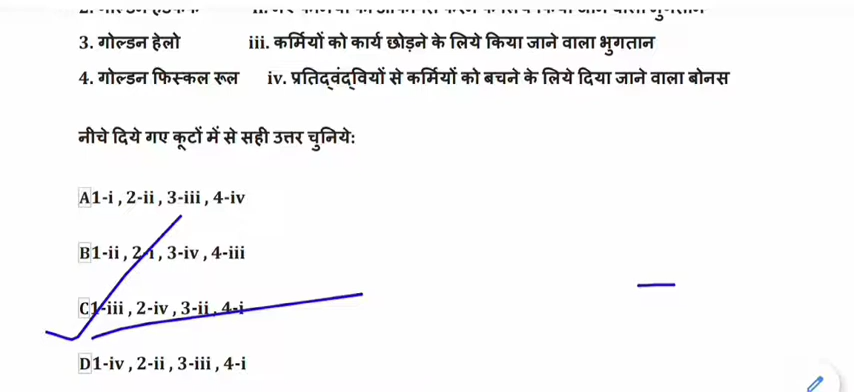 3. गोल्डन हेलो iii. कर्मियों को कार्य छोड़ने के लिये किया जाने वाला भुगतान
4. गोल्डन फिस्कल रूल iv. प्रतिद्वंद्वियों से कर्मियों को बचने के लिये दिया जाने वाला बोनस
नीचे दिये गए कूटों में से सही उत्तर चुनिये:
A1-i , 2-ii , 3-iii , 4-iv
B1-ii , 2-i , 3-iv , 4-iii
C1-iii , 2-iv , 3-ii , 4-i
D1-iv , 2-ii , 3-iii , 4-i